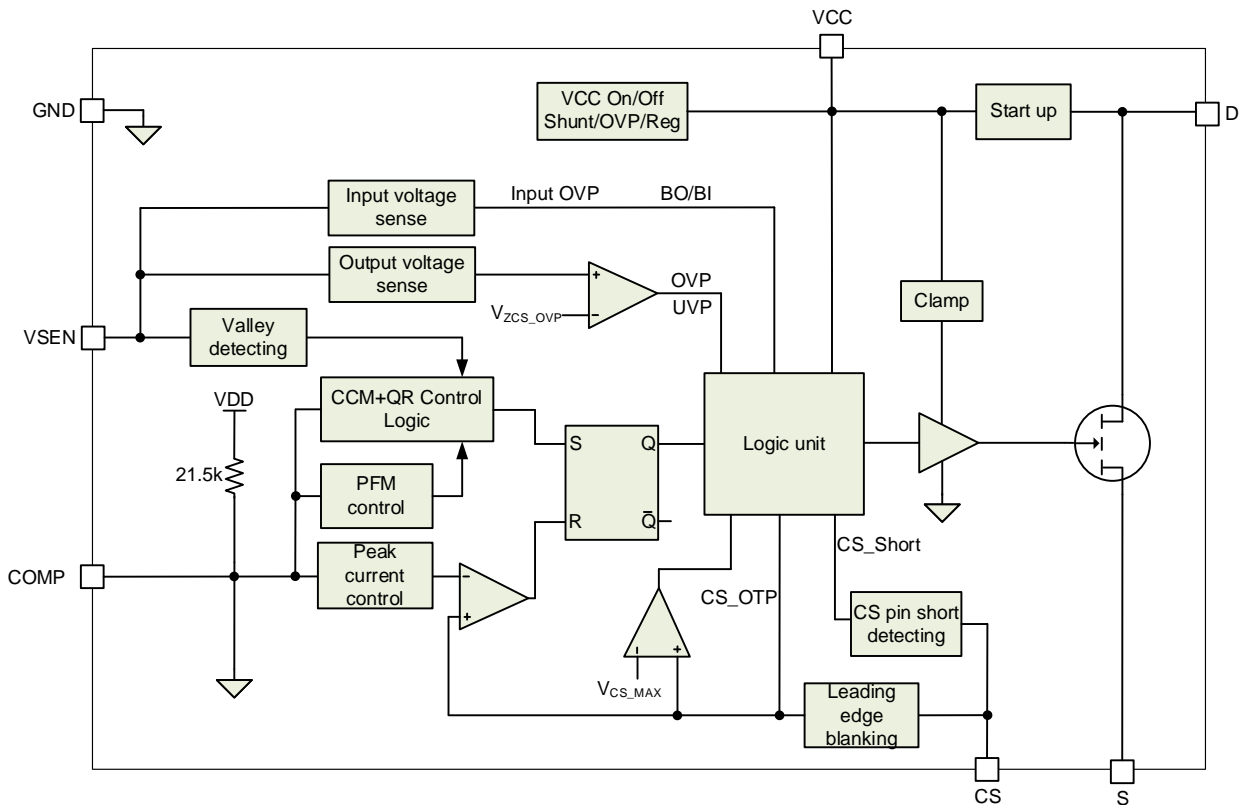 VCC
GND
VCC On/Off
Shunt/OVP/Reg
Start up
D
Input voltage
sense
Input OVP
BO/BI
Output voltage
sense
+
-
OVP
UVP
VZCS_OVP
Clamp
VSEN
Valley
detecting
VDD
CCM+QR Control
Logic
21.5k
PFM
control
S
Q
R
Q̅
Logic unit
COMP
Peak
current
control
-
+
CS_Short
CS_OTP
CS pin short
detecting
-
+
VCS_MAX
Leading
edge
blanking
CS
S